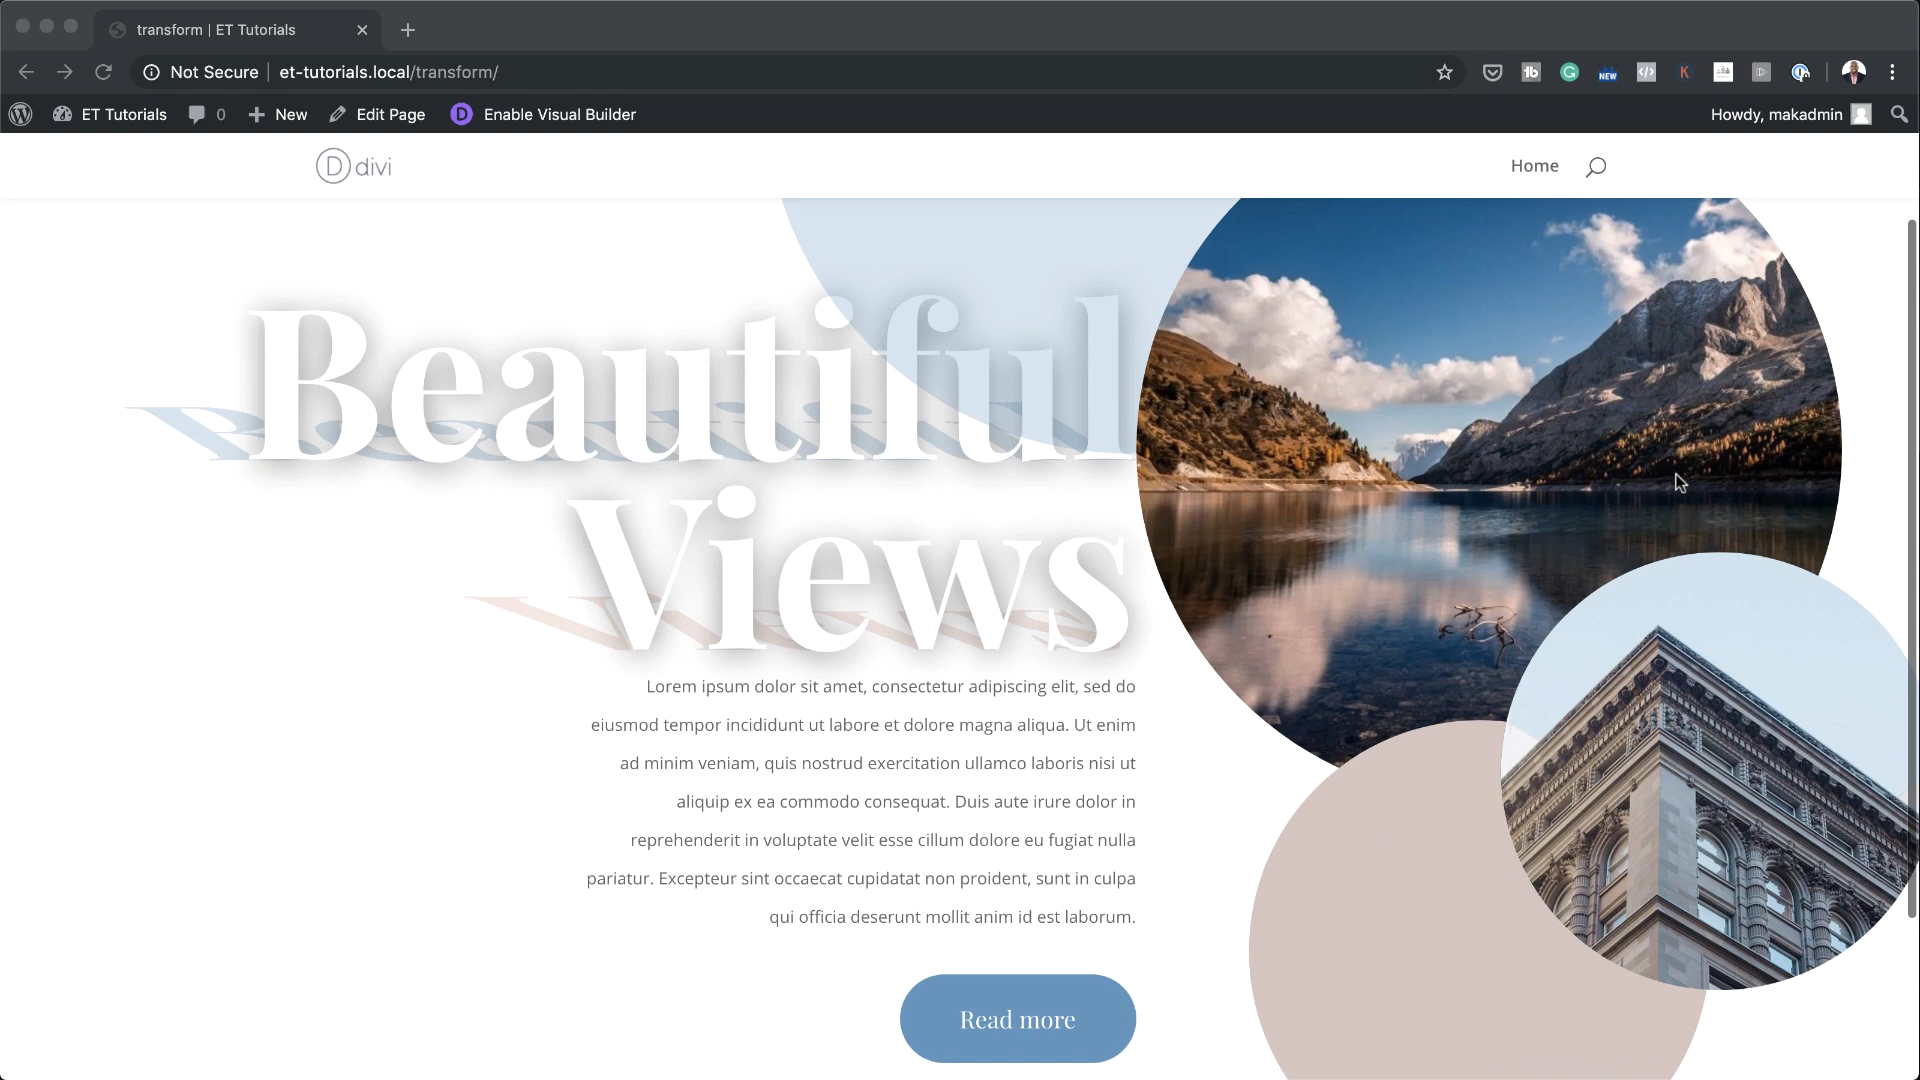 transform | ET Tutorials
Not Secure | et-tutorials.local/transform/
NEW
K
ET Tutorials 0 New Edit Page D Enable Visual Builder Howdy, makadmin
D divi Home
Beautiful
Views
Lorem ipsum dolor sit amet, consectetur adipiscing elit, sed do
eiusmod tempor incididunt ut labore et dolore magna aliqua. Ut enim
ad minim veniam, quis nostrud exercitation ullamco laboris nisi ut
aliquip ex ea commodo consequat. Duis aute irure dolor in
reprehenderit in voluptate velit esse cillum dolore eu fugiat nulla
pariatur. Excepteur sint occaecat cupidatat non proident, sunt in culpa
qui officia deserunt mollit anim id est laborum.
Read more